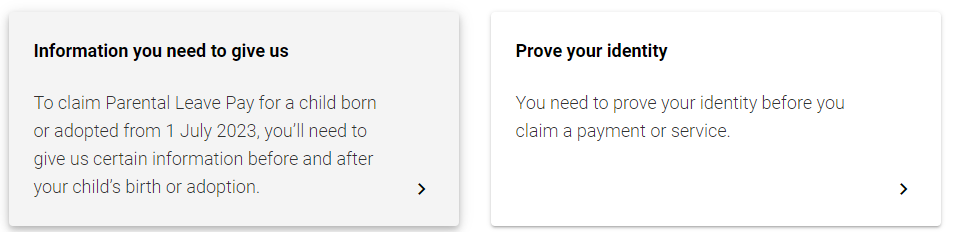 Information you need to give us
To claim Parental Leave Pay for a child born
or adopted from 1 July 2023, you’ll need to
give us certain information before and after
your child’s birth or adoption.
Prove your identity
You need to prove your identity before you
claim a payment or service.